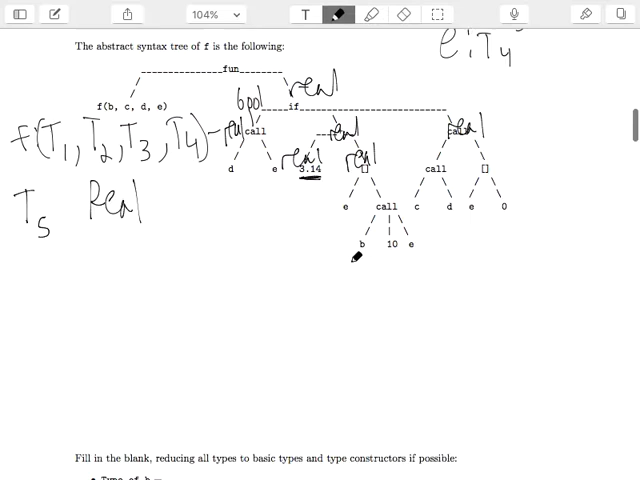 104%
T
The abstract syntax tree of f is the following:
e: T4
fun
real
f(b, c, d, e)
bool
if
f(T1, T2, T3, T4) -
real
call
real
real
d
e
real
3.14
real
[]
call
[]
T5 Real
e
call
c
d
e
0
b
10
e
Fill in the blank, reducing all types to basic types and type constructors if possible:
• Type of b =